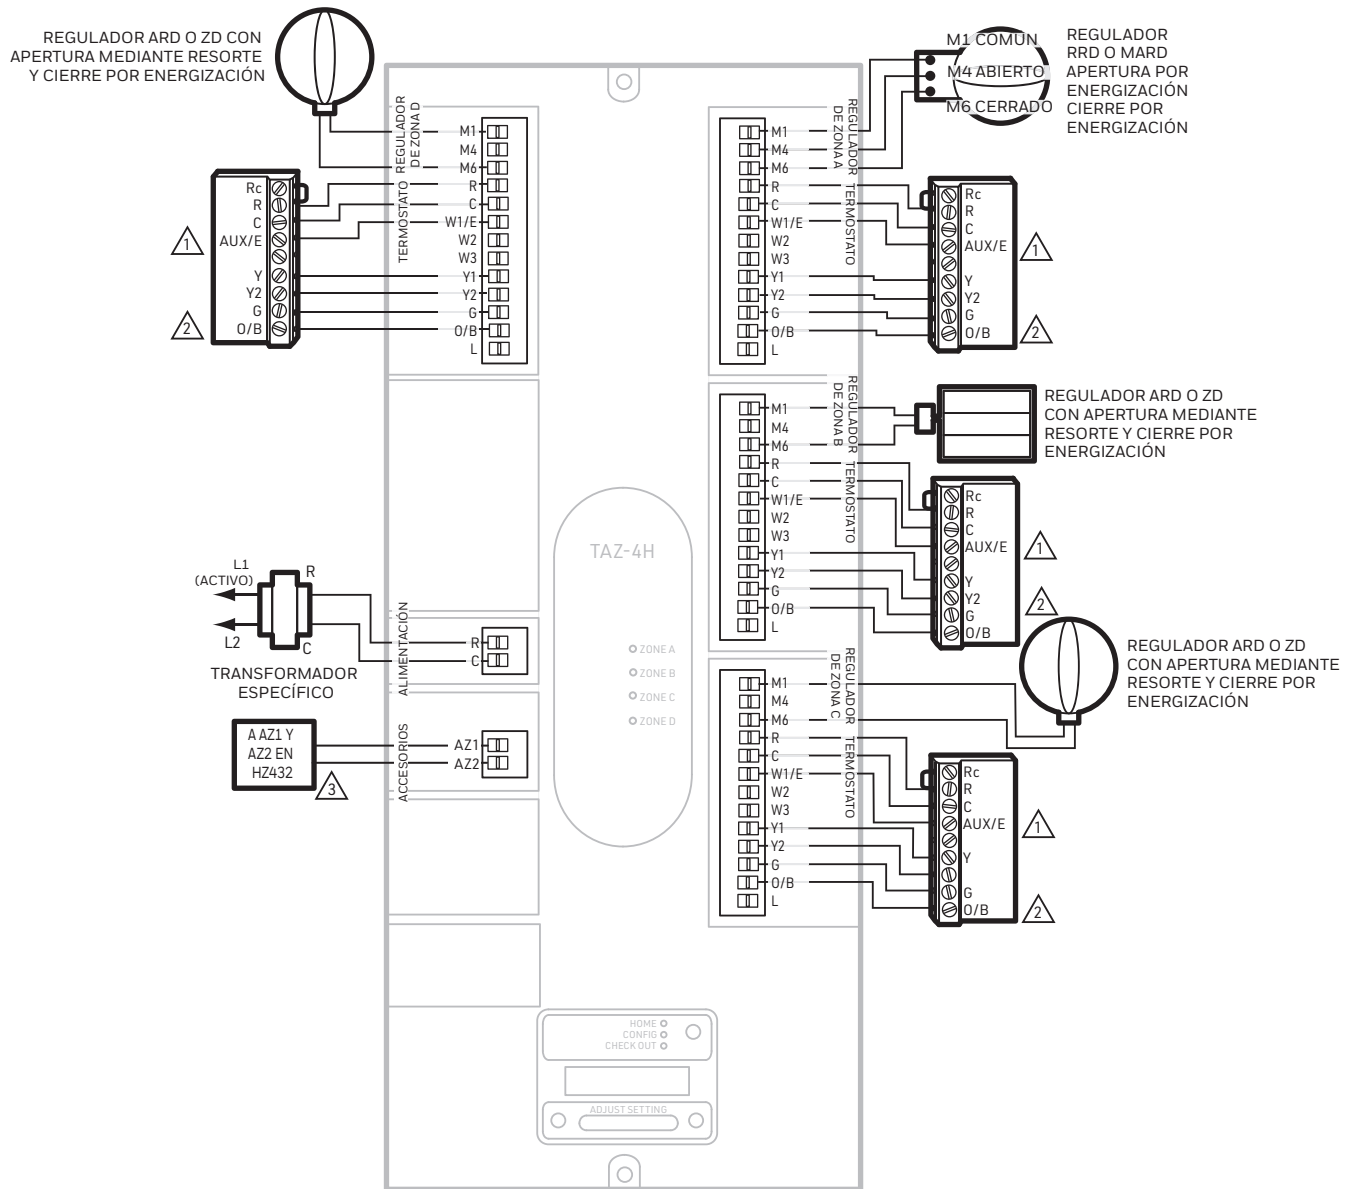 REGULADOR ARD O ZD CON
APERTURA MEDIANTE RESORTE
Y CIERRE POR ENERGIZACIÓN
M1 COMÚN
M4 ABIERTO
M6 CERRADO
REGULADOR
RRD O MARD
APERTURA POR
ENERGIZACIÓN
CIERRE POR
ENERGIZACIÓN
REGULADOR
DE ZONA D
TERMOSTATO
M1
M4
M6
R
C
W1/E
W2
W3
Y1
Y2
G
O/B
L
Rc
R
C
AUX/E
Y
Y2
G
O/B
1
2
REGULADOR
DE ZONA A
TERMOSTATO
M1
M4
M6
R
C
W1/E
W2
W3
Y1
Y2
G
O/B
L
Rc
R
C
AUX/E
Y
Y2
G
O/B
1
2
REGULADOR
DE ZONA B
TERMOSTATO
M1
M4
M6
R
C
W1/E
W2
W3
Y1
Y2
G
O/B
L
REGULADOR ARD O ZD
CON APERTURA MEDIANTE
RESORTE Y CIERRE POR
ENERGIZACIÓN
Rc
R
C
AUX/E
Y
Y2
G
O/B
1
2
TAZ-4H
ZONE A
ZONE B
ZONE C
ZONE D
L1
(ACTIVO)
L2
R
C
TRANSFORMADOR
ESPECÍFICO
ALIMENTACIÓN
R
C
A AZ1 Y
AZ2 EN
HZ432
3
ACCESORIOS
AZ1
AZ2
REGULADOR
DE ZONA C
TERMOSTATO
M1
M4
M6
R
C
W1/E
W2
W3
Y1
Y2
G
O/B
L
REGULADOR ARD O ZD
CON APERTURA MEDIANTE
RESORTE Y CIERRE POR
ENERGIZACIÓN
Rc
R
C
AUX/E
Y
G
O/B
1
2
HOME
CONFIG
CHECK OUT
ADJUST SETTING